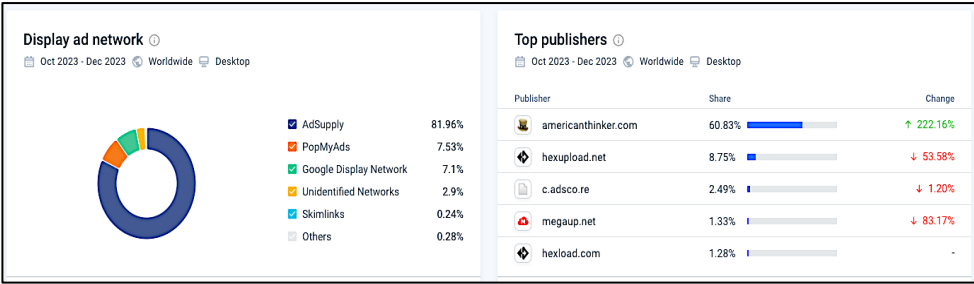 Display ad network
Oct 2023 - Dec 2023 Worldwide Desktop
AdSupply 81.96%
PopMyAds 7.53%
Google Display Network 7.1%
Unidentified Networks 2.9%
Skimlinks 0.24%
Others 0.28%
Top publishers
Oct 2023 - Dec 2023 Worldwide Desktop
Publisher Share Change
americanthinker.com 60.83% ↑ 222.16%
hexupload.net 8.75% ↓ 53.58%
c.adsco.re 2.49% ↓ 1.20%
megaup.net 1.33% ↓ 83.17%
hexload.com 1.28% -